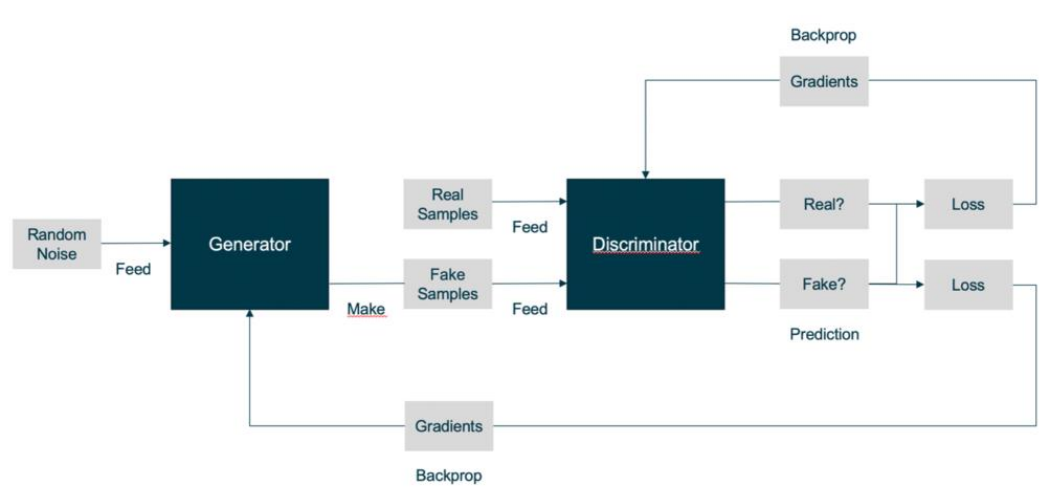 Backprop
Gradients
Real
Samples
Real?
Loss
Random
Noise
Feed
Generator
Feed
Discriminator
Make
Fake
Samples
Feed
Fake?
Loss
Prediction
Gradients
Backprop